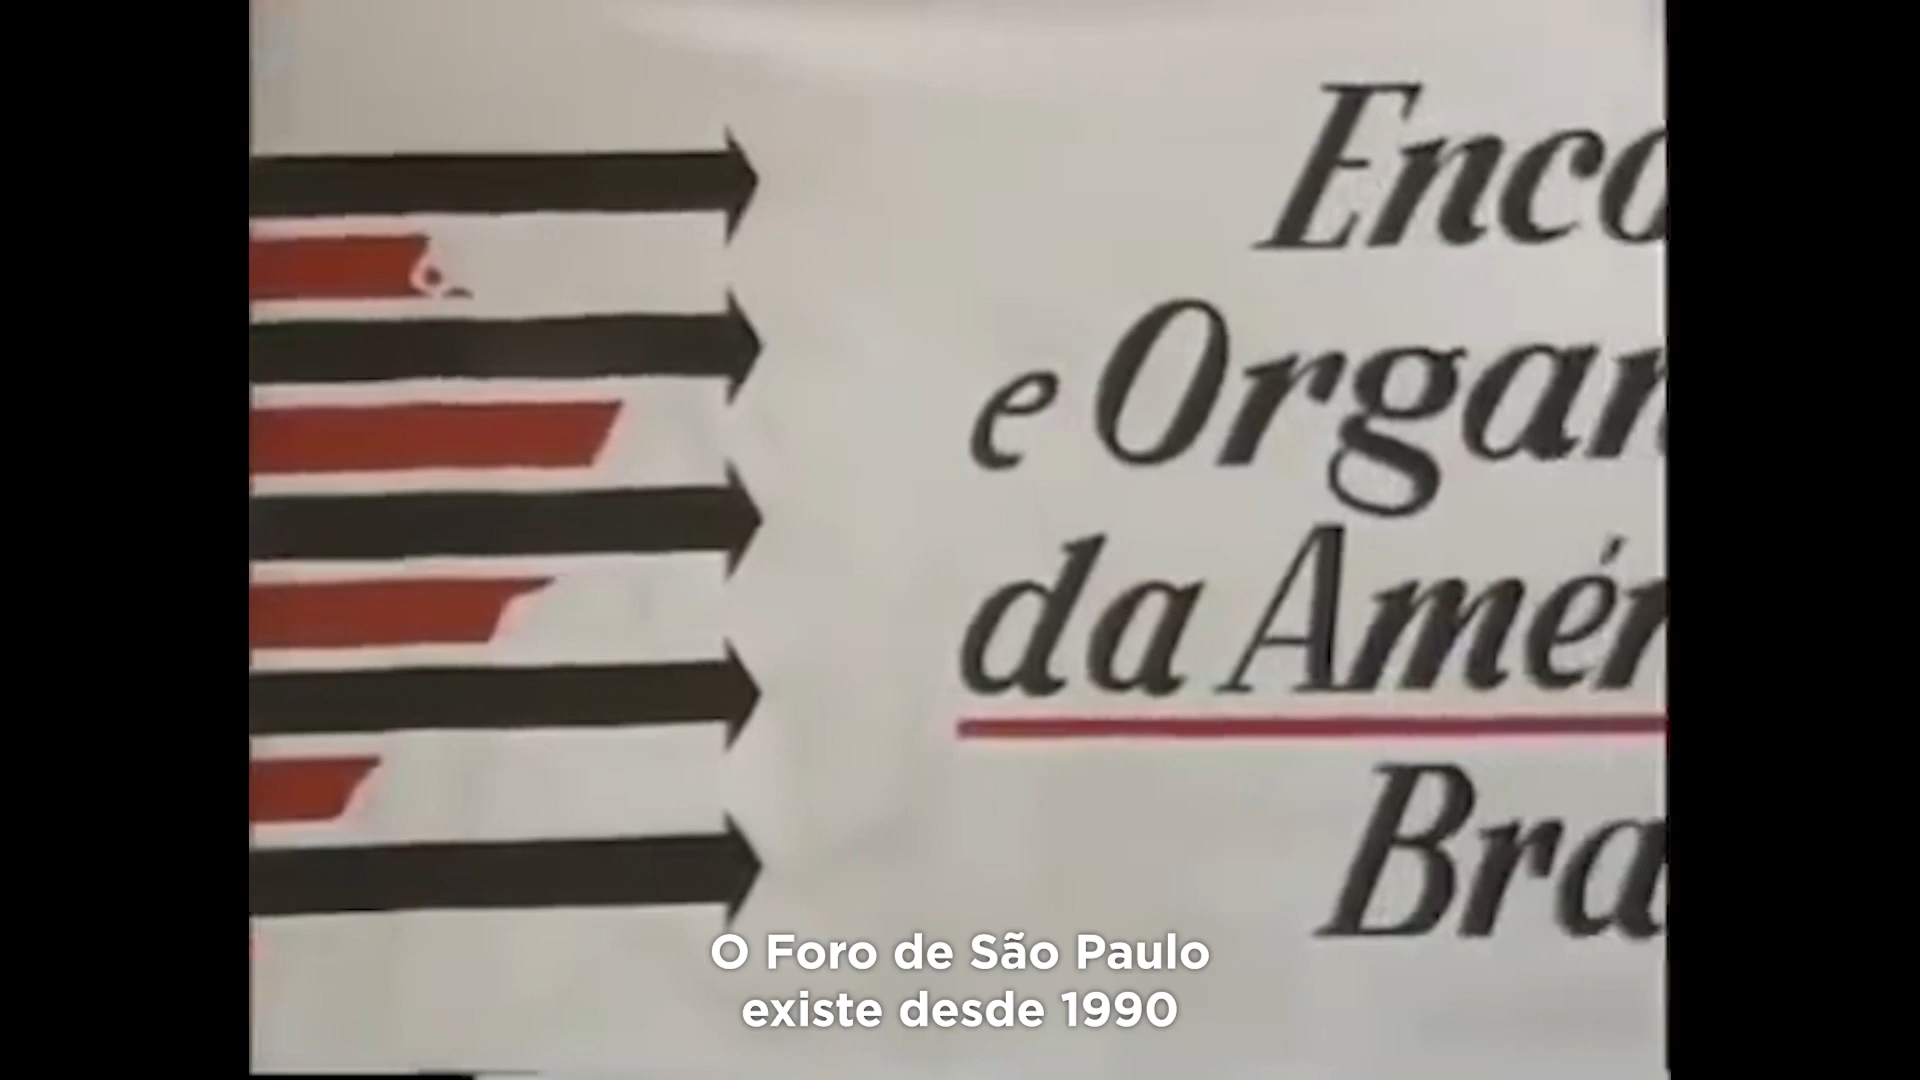 Enco
e Organ
da Amér
Bra
O Foro de São Paulo
existe desde 1990